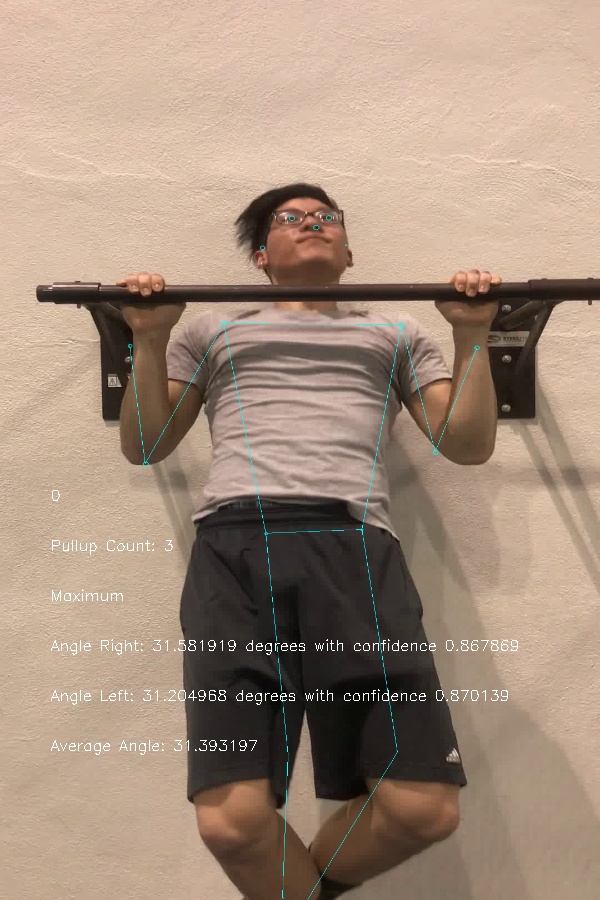 0
Pullup Count: 3
Maximum
Angle Right: 31.581919 degrees with confidence 0.867869
Angle Left: 31.204968 degrees with confidence 0.870139
Average Angle: 31.393197